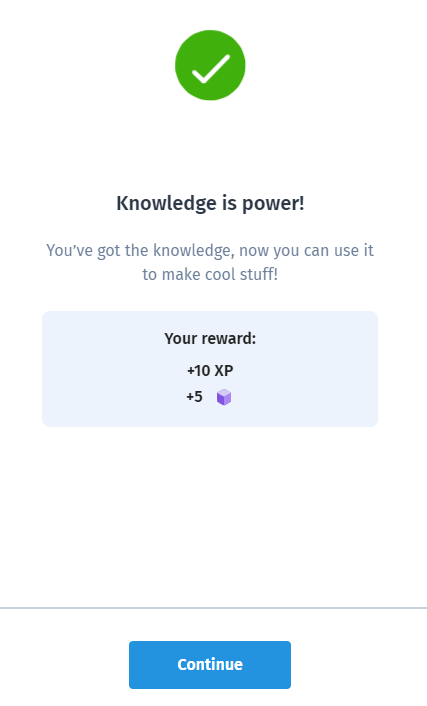 Knowledge is power!
You’ve got the knowledge, now you can use it
to make cool stuff!
Your reward:
+10 XP
+5
Continue